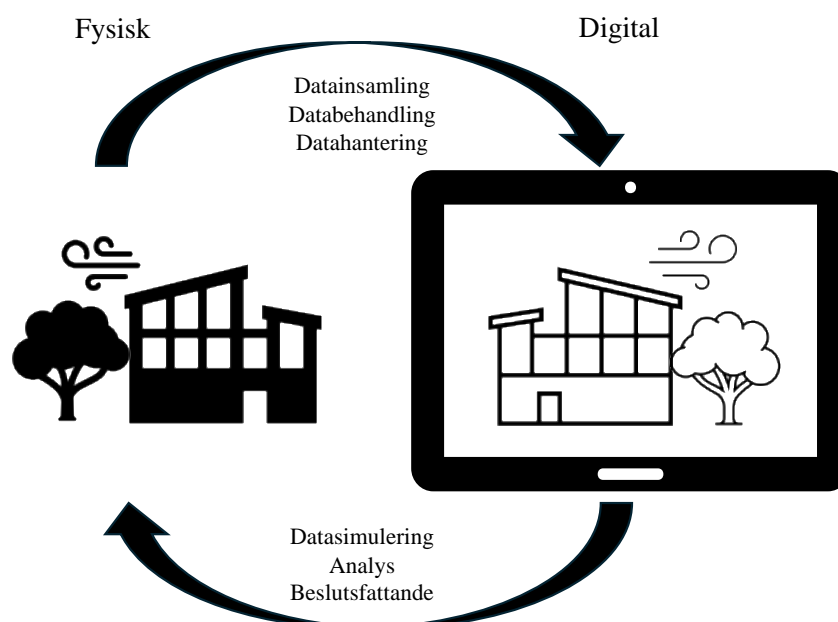 Fysisk
Digital
Datainsamling
Databehandling
Datahantering
Datasimulering
Analys
Beslutsfattande